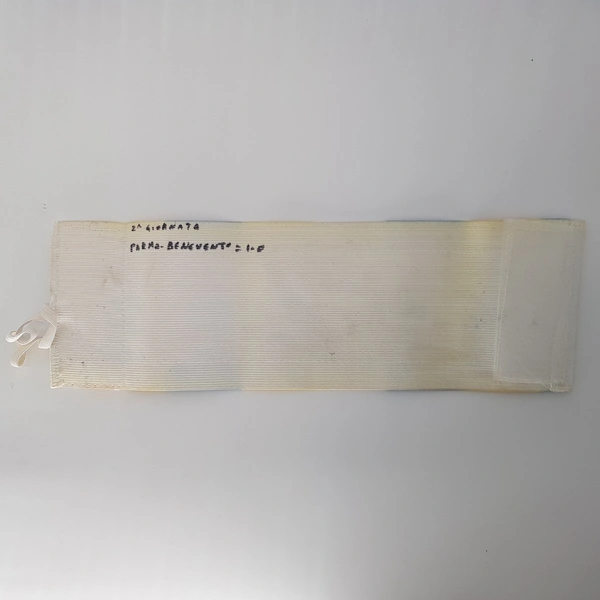 2^ GIORNATA
PARMA-BENEVENTO = 1-0